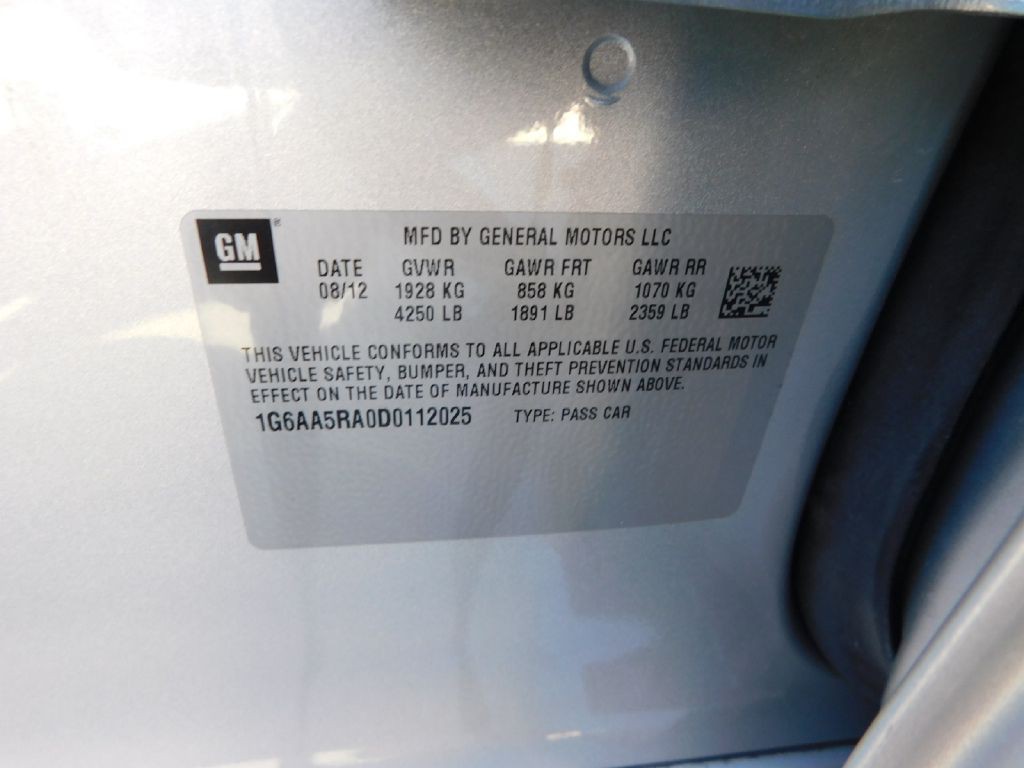 GM
MFD BY GENERAL MOTORS LLC
DATE GVWR GAWR FRT GAWR RR
08/12 1928 KG 858 KG 1070 KG
4250 LB 1891 LB 2359 LB
THIS VEHICLE CONFORMS TO ALL APPLICABLE U.S. FEDERAL MOTOR
VEHICLE SAFETY, BUMPER, AND THEFT PREVENTION STANDARDS IN
EFFECT ON THE DATE OF MANUFACTURE SHOWN ABOVE.
1G6AA5RA0D0112025 TYPE: PASS CAR